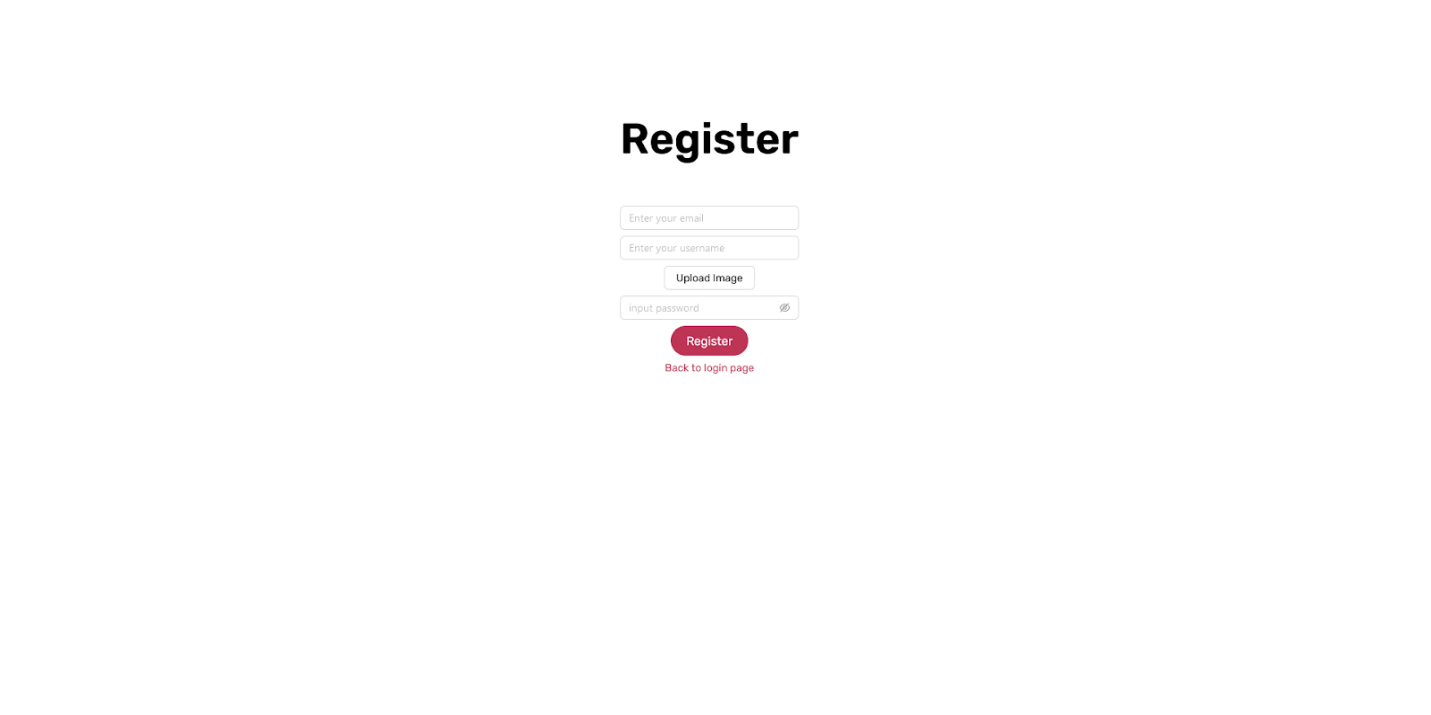 Register
Enter your email
Enter your username
Upload Image
input password
Register
Back to login page